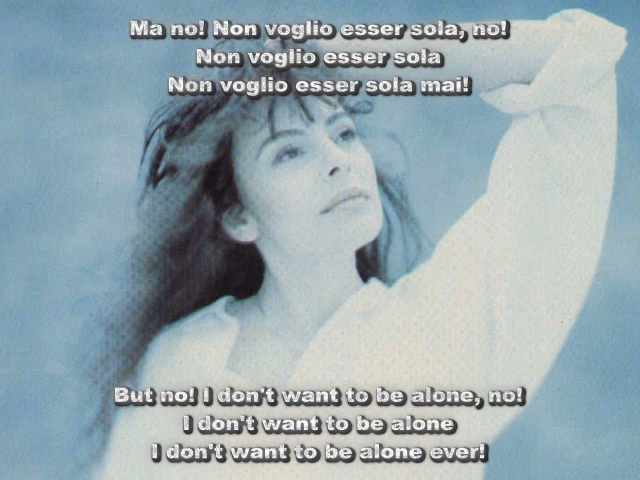 Ma no! Non voglio esser sola, no!
Non voglio esser sola
Non voglio esser sola mai!
But no! I don't want to be alone, no!
I don't want to be alone
I don't want to be alone ever!